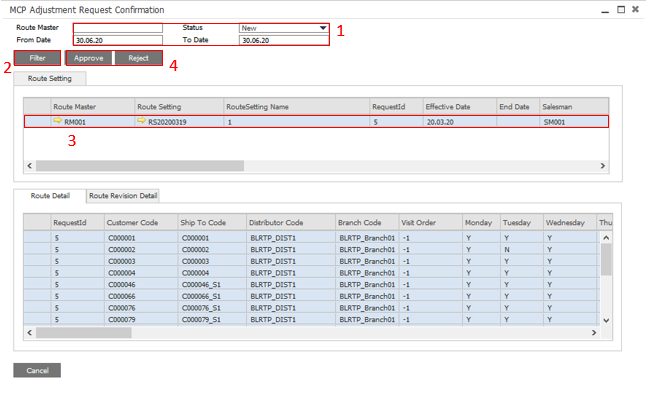 MCP Adjustment Request Confirmation
Route Master Status New 1
From Date 30.06.20 To Date 30.06.20
2 Filter Approve Reject 4
Route Setting
Route Master Route Setting RouteSetting Name RequestId Effective Date End Date Salesman
RM001 RS20200319 1 5 20.03.20 SM001
3
Route Detail Route Revision Detail
RequestId Customer Code Ship To Code Distributor Code Branch Code Visit Order Monday Tuesday Wednesday Thu
5 C000001 C000001 BLRTP_DIST1 BLRTP_Branch01 -1 Y Y Y
5 C000002 C000002 BLRTP_DIST1 BLRTP_Branch01 -1 Y N Y
5 C000003 C000003 BLRTP_DIST1 BLRTP_Branch01 -1 Y Y Y
5 C000004 C000004 BLRTP_DIST1 BLRTP_Branch01 -1 Y Y Y
5 C000046 C000046_S1 BLRTP_DIST1 BLRTP_Branch01 -1 Y Y Y
5 C000066 C000066_S1 BLRTP_DIST1 BLRTP_Branch01 -1 Y Y Y
5 C000076 C000076_S1 BLRTP_DIST1 BLRTP_Branch01 -1 Y Y Y
5 C000079 C000079_S1 BLRTP_DIST1 BLRTP_Branch01 -1 Y Y Y
Cancel